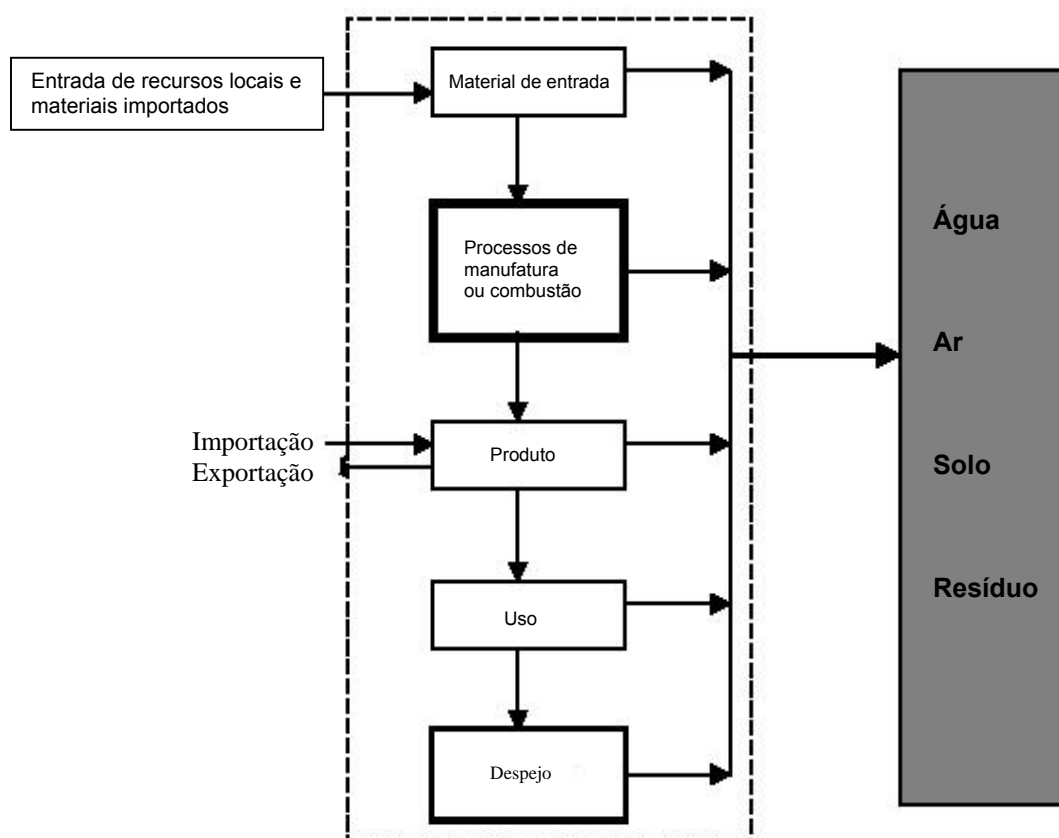 Entrada de recursos locais e
materiais importados
Material de entrada
Processos de
manufatura
ou combustão
Importação
Exportação
Produto
Uso
Despejo
Água
Ar
Solo
Resíduo